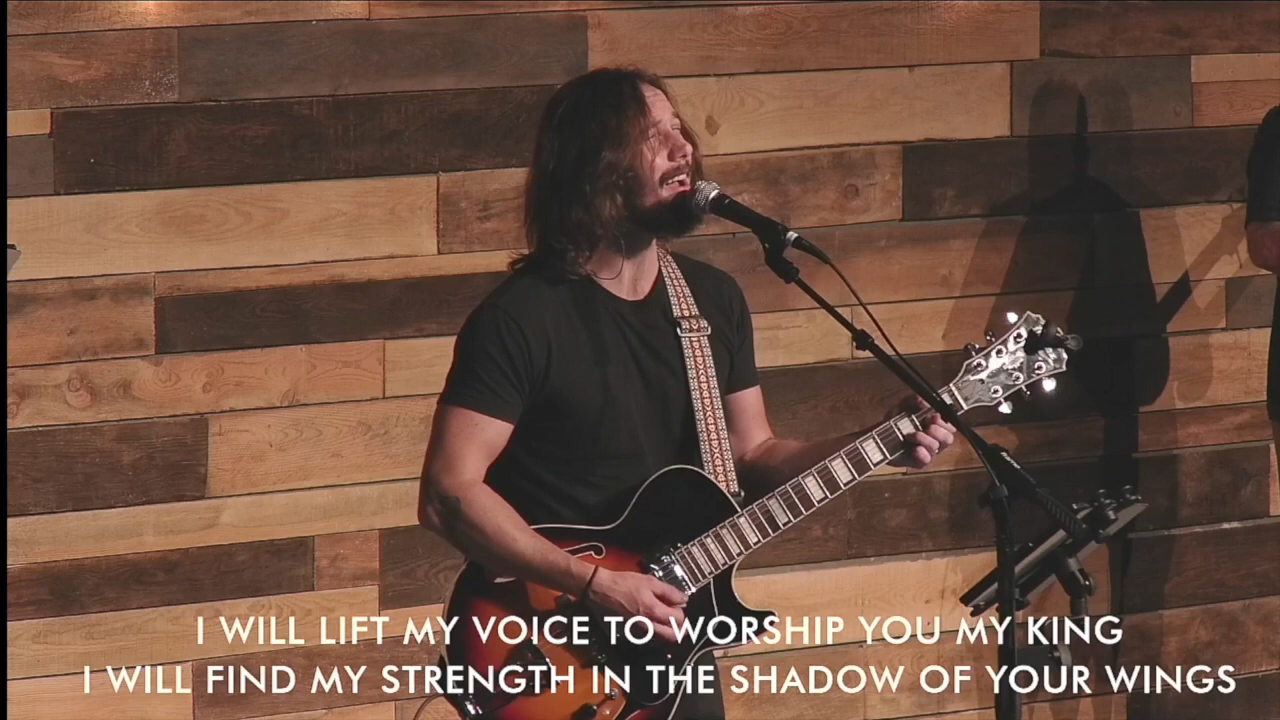 I WILL LIFT MY VOICE TO WORSHIP YOU MY KING
I WILL FIND MY STRENGTH IN THE SHADOW OF YOUR WINGS